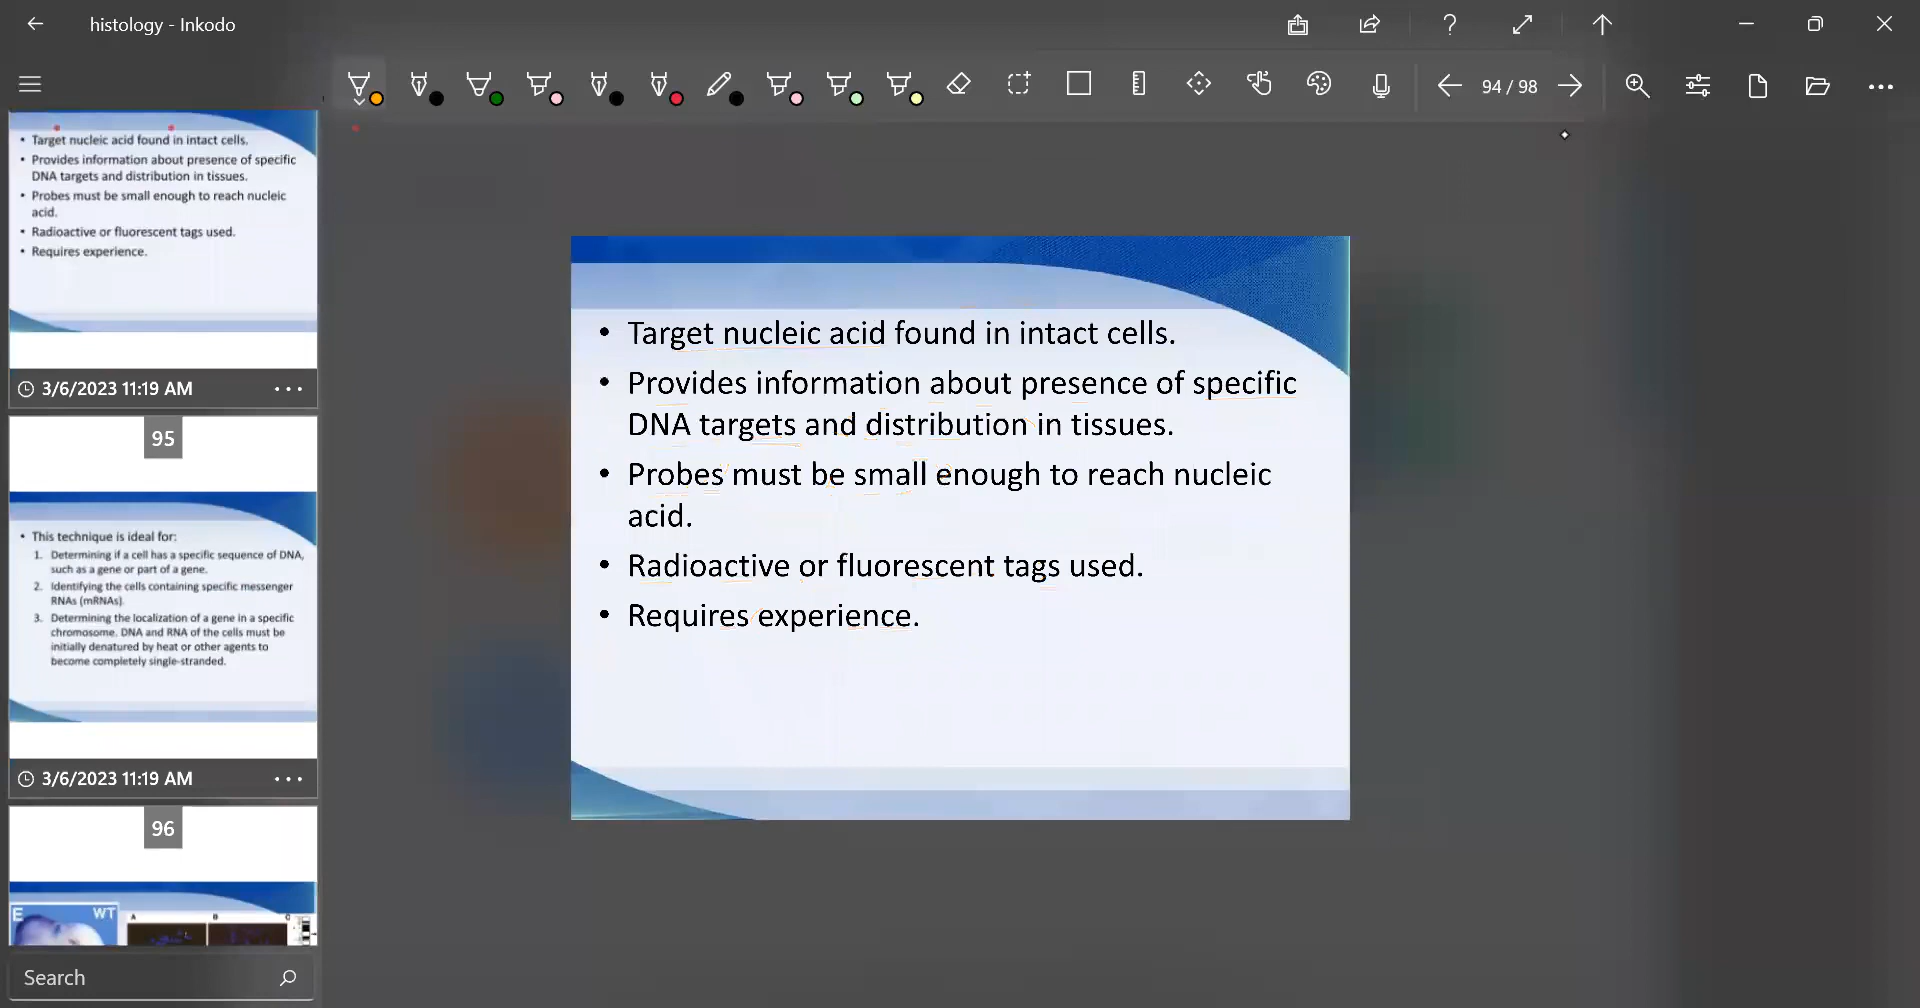 histology - Inkodo
94 / 98
• Target nucleic acid found in intact cells.
• Provides information about presence of specific
DNA targets and distribution in tissues.
• Probes must be small enough to reach nucleic
acid.
• Radioactive or fluorescent tags used.
• Requires experience.
3/6/2023 11:19 AM
95
• This technique is ideal for:
1. Determining if a cell has a specific sequence of DNA,
such as a gene or part of a gene.
2. Identifying the cells containing specific messenger
RNAs (mRNAs)
3. Determining the localization of a gene in a specific
chromosome. DNA and RNA of the cells must be
initially denatured by heat or other agents to
become completely single-stranded.
3/6/2023 11:19 AM
96
E WT A B C
Search
• Target nucleic acid found in intact cells.
• Provides information about presence of specific
DNA targets and distribution in tissues.
• Probes must be small enough to reach nucleic
acid.
• Radioactive or fluorescent tags used.
• Requires experience.